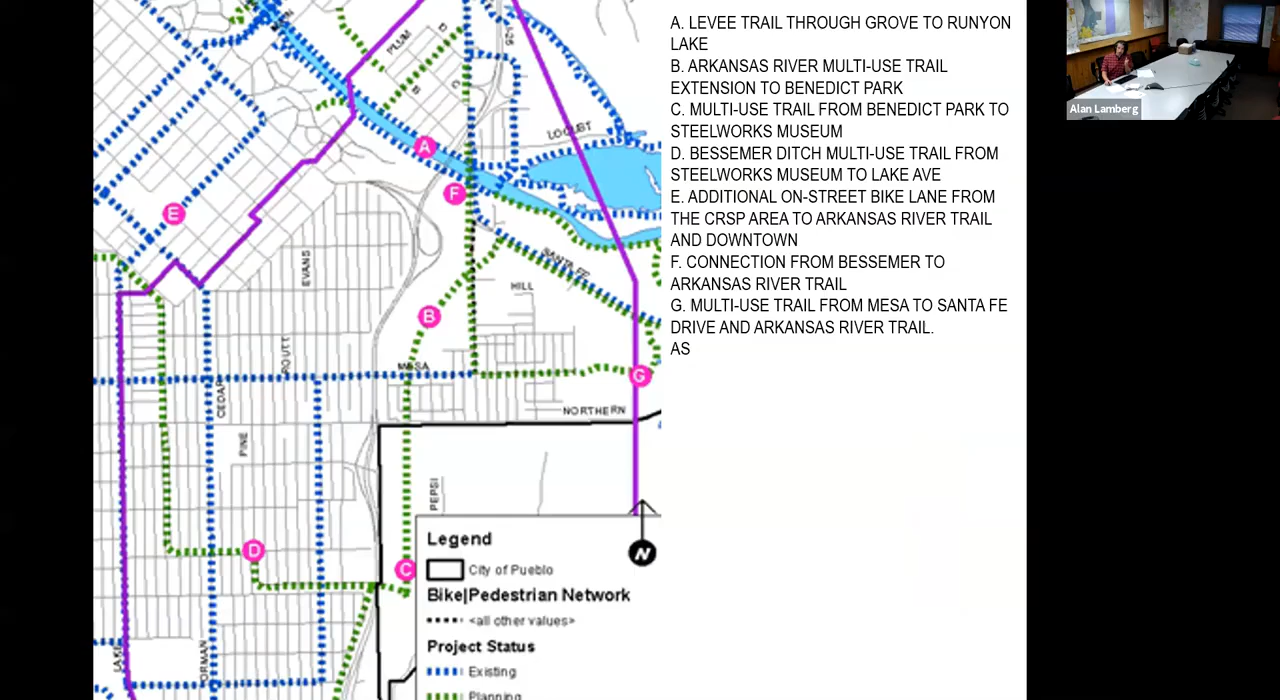 A. LEVEE TRAIL THROUGH GROVE TO RUNYON
LAKE
B. ARKANSAS RIVER MULTI-USE TRAIL
EXTENSION TO BENEDICT PARK
C. MULTI-USE TRAIL FROM BENEDICT PARK TO
STEELWORKS MUSEUM
D. BESSEMER DITCH MULTI-USE TRAIL FROM
STEELWORKS MUSEUM TO LAKE AVE
E. ADDITIONAL ON-STREET BIKE LANE FROM
THE CRSP AREA TO ARKANSAS RIVER TRAIL
AND DOWNTOWN
F. CONNECTION FROM BESSEMER TO
ARKANSAS RIVER TRAIL
G. MULTI-USE TRAIL FROM MESA TO SANTA FE
DRIVE AND ARKANSAS RIVER TRAIL.
AS
Alan Lamberg
I-25
PLUM
D
C
B
LOCUST
A
F
E
SANTA FE
EVANS
HILL
B
ROUTT
MESA
G
CEDAR
NORTHERN
PINE
PEPSI
D
C
N
LAKE
ORMAN
Legend
City of Pueblo
Bike|Pedestrian Network
<all other values>
Project Status
Existing
Planning